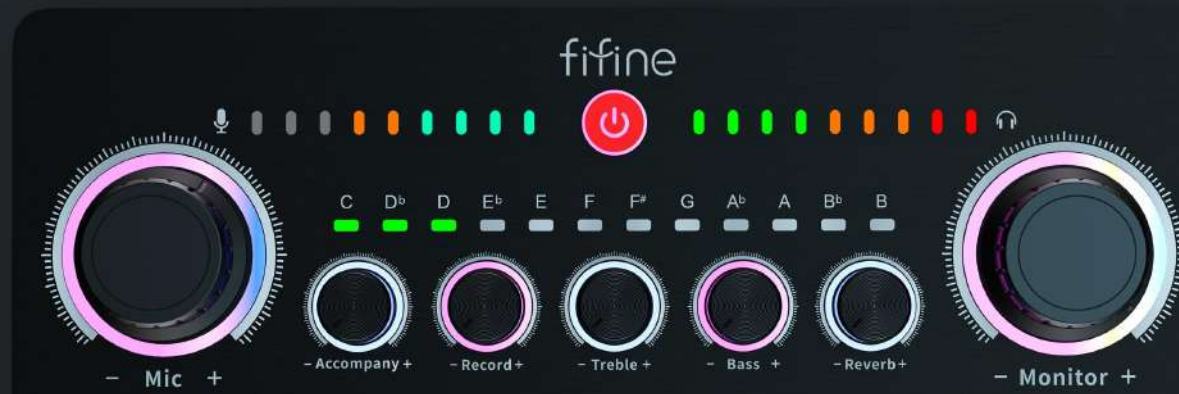 fifine
C D♭ D E♭ E F F# G A♭ A B♭ B
- Accompany + - Record + - Treble + - Bass + - Reverb +
- Mic + - Monitor +